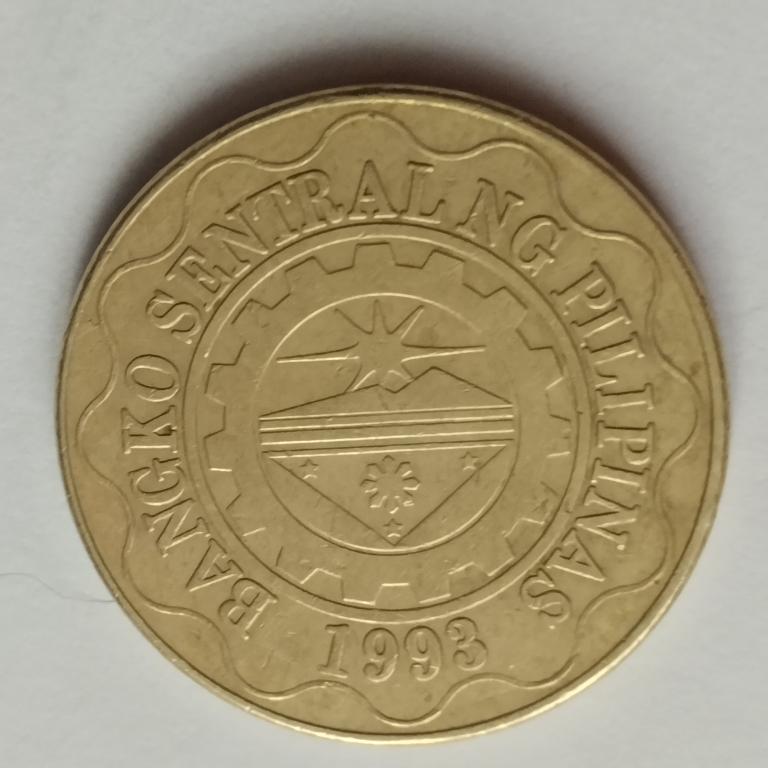 BANGKO SENTRAL NG PILIPINAS
1993